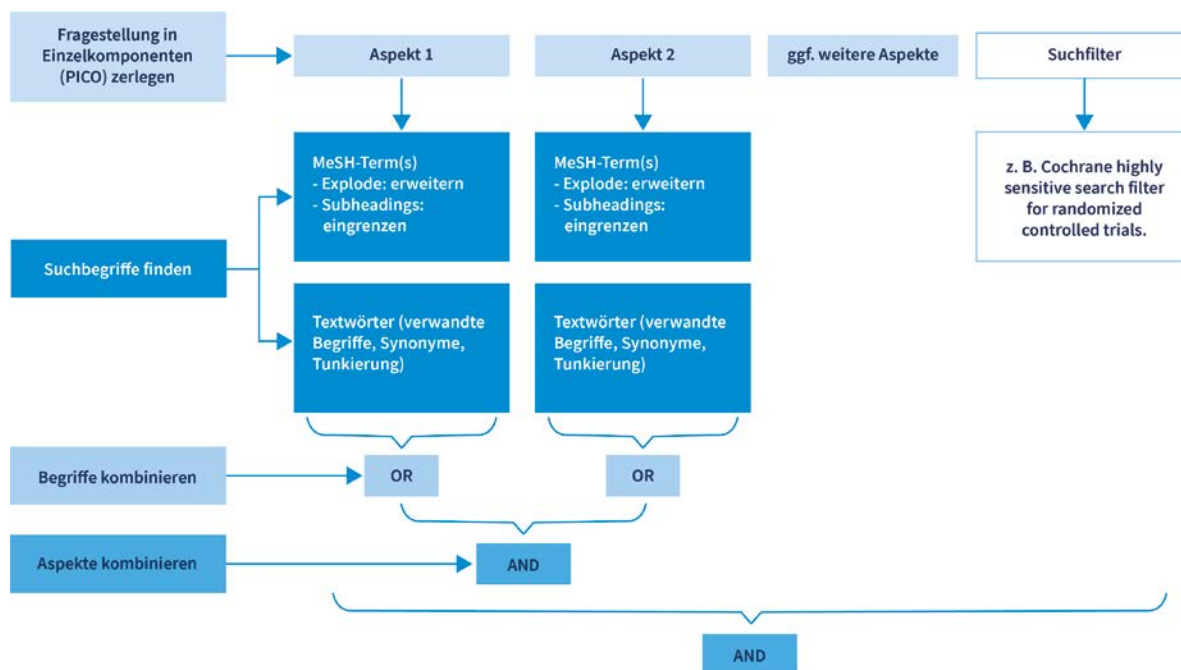 Fragestellung in
Einzelkomponenten
(PICO) zerlegen
Aspekt 1
Aspekt 2
ggf. weitere Aspekte
Suchfilter
MeSH-Term(s)
- Explode: erweitern
- Subheadings:
eingrenzen
MeSH-Term(s)
- Explode: erweitern
- Subheadings:
eingrenzen
z. B. Cochrane highly
sensitive search filter
for randomized
controlled trials.
Suchbegriffe finden
Textwörter (verwandte
Begriffe, Synonyme,
Tunkierung)
Textwörter (verwandte
Begriffe, Synonyme,
Tunkierung)
Begriffe kombinieren
OR
OR
Aspekte kombinieren
AND
AND